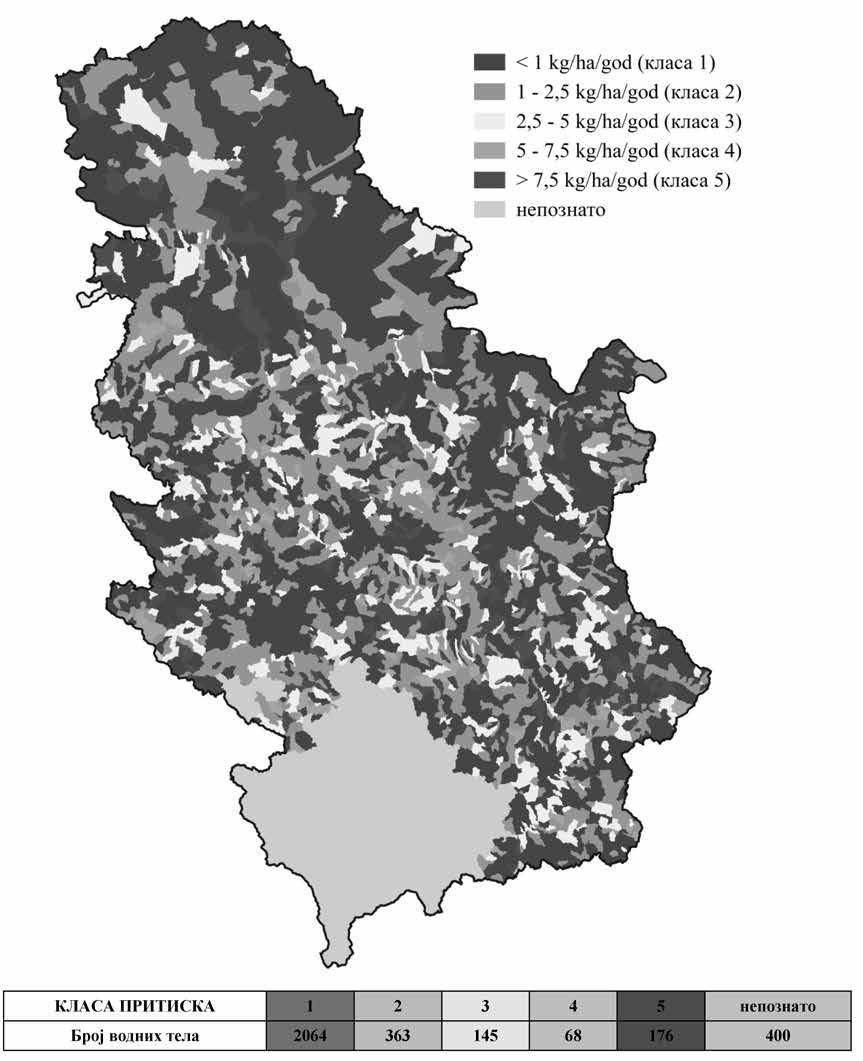 < 1 kg/ha/god (класа 1)
1 - 2,5 kg/ha/god (класа 2)
2,5 - 5 kg/ha/god (класа 3)
5 - 7,5 kg/ha/god (класа 4)
> 7,5 kg/ha/god (класа 5)
непознато
КЛАСА ПРИТИСКА 1 2 3 4 5 непознато
Број водних тела 2064 363 145 68 176 400